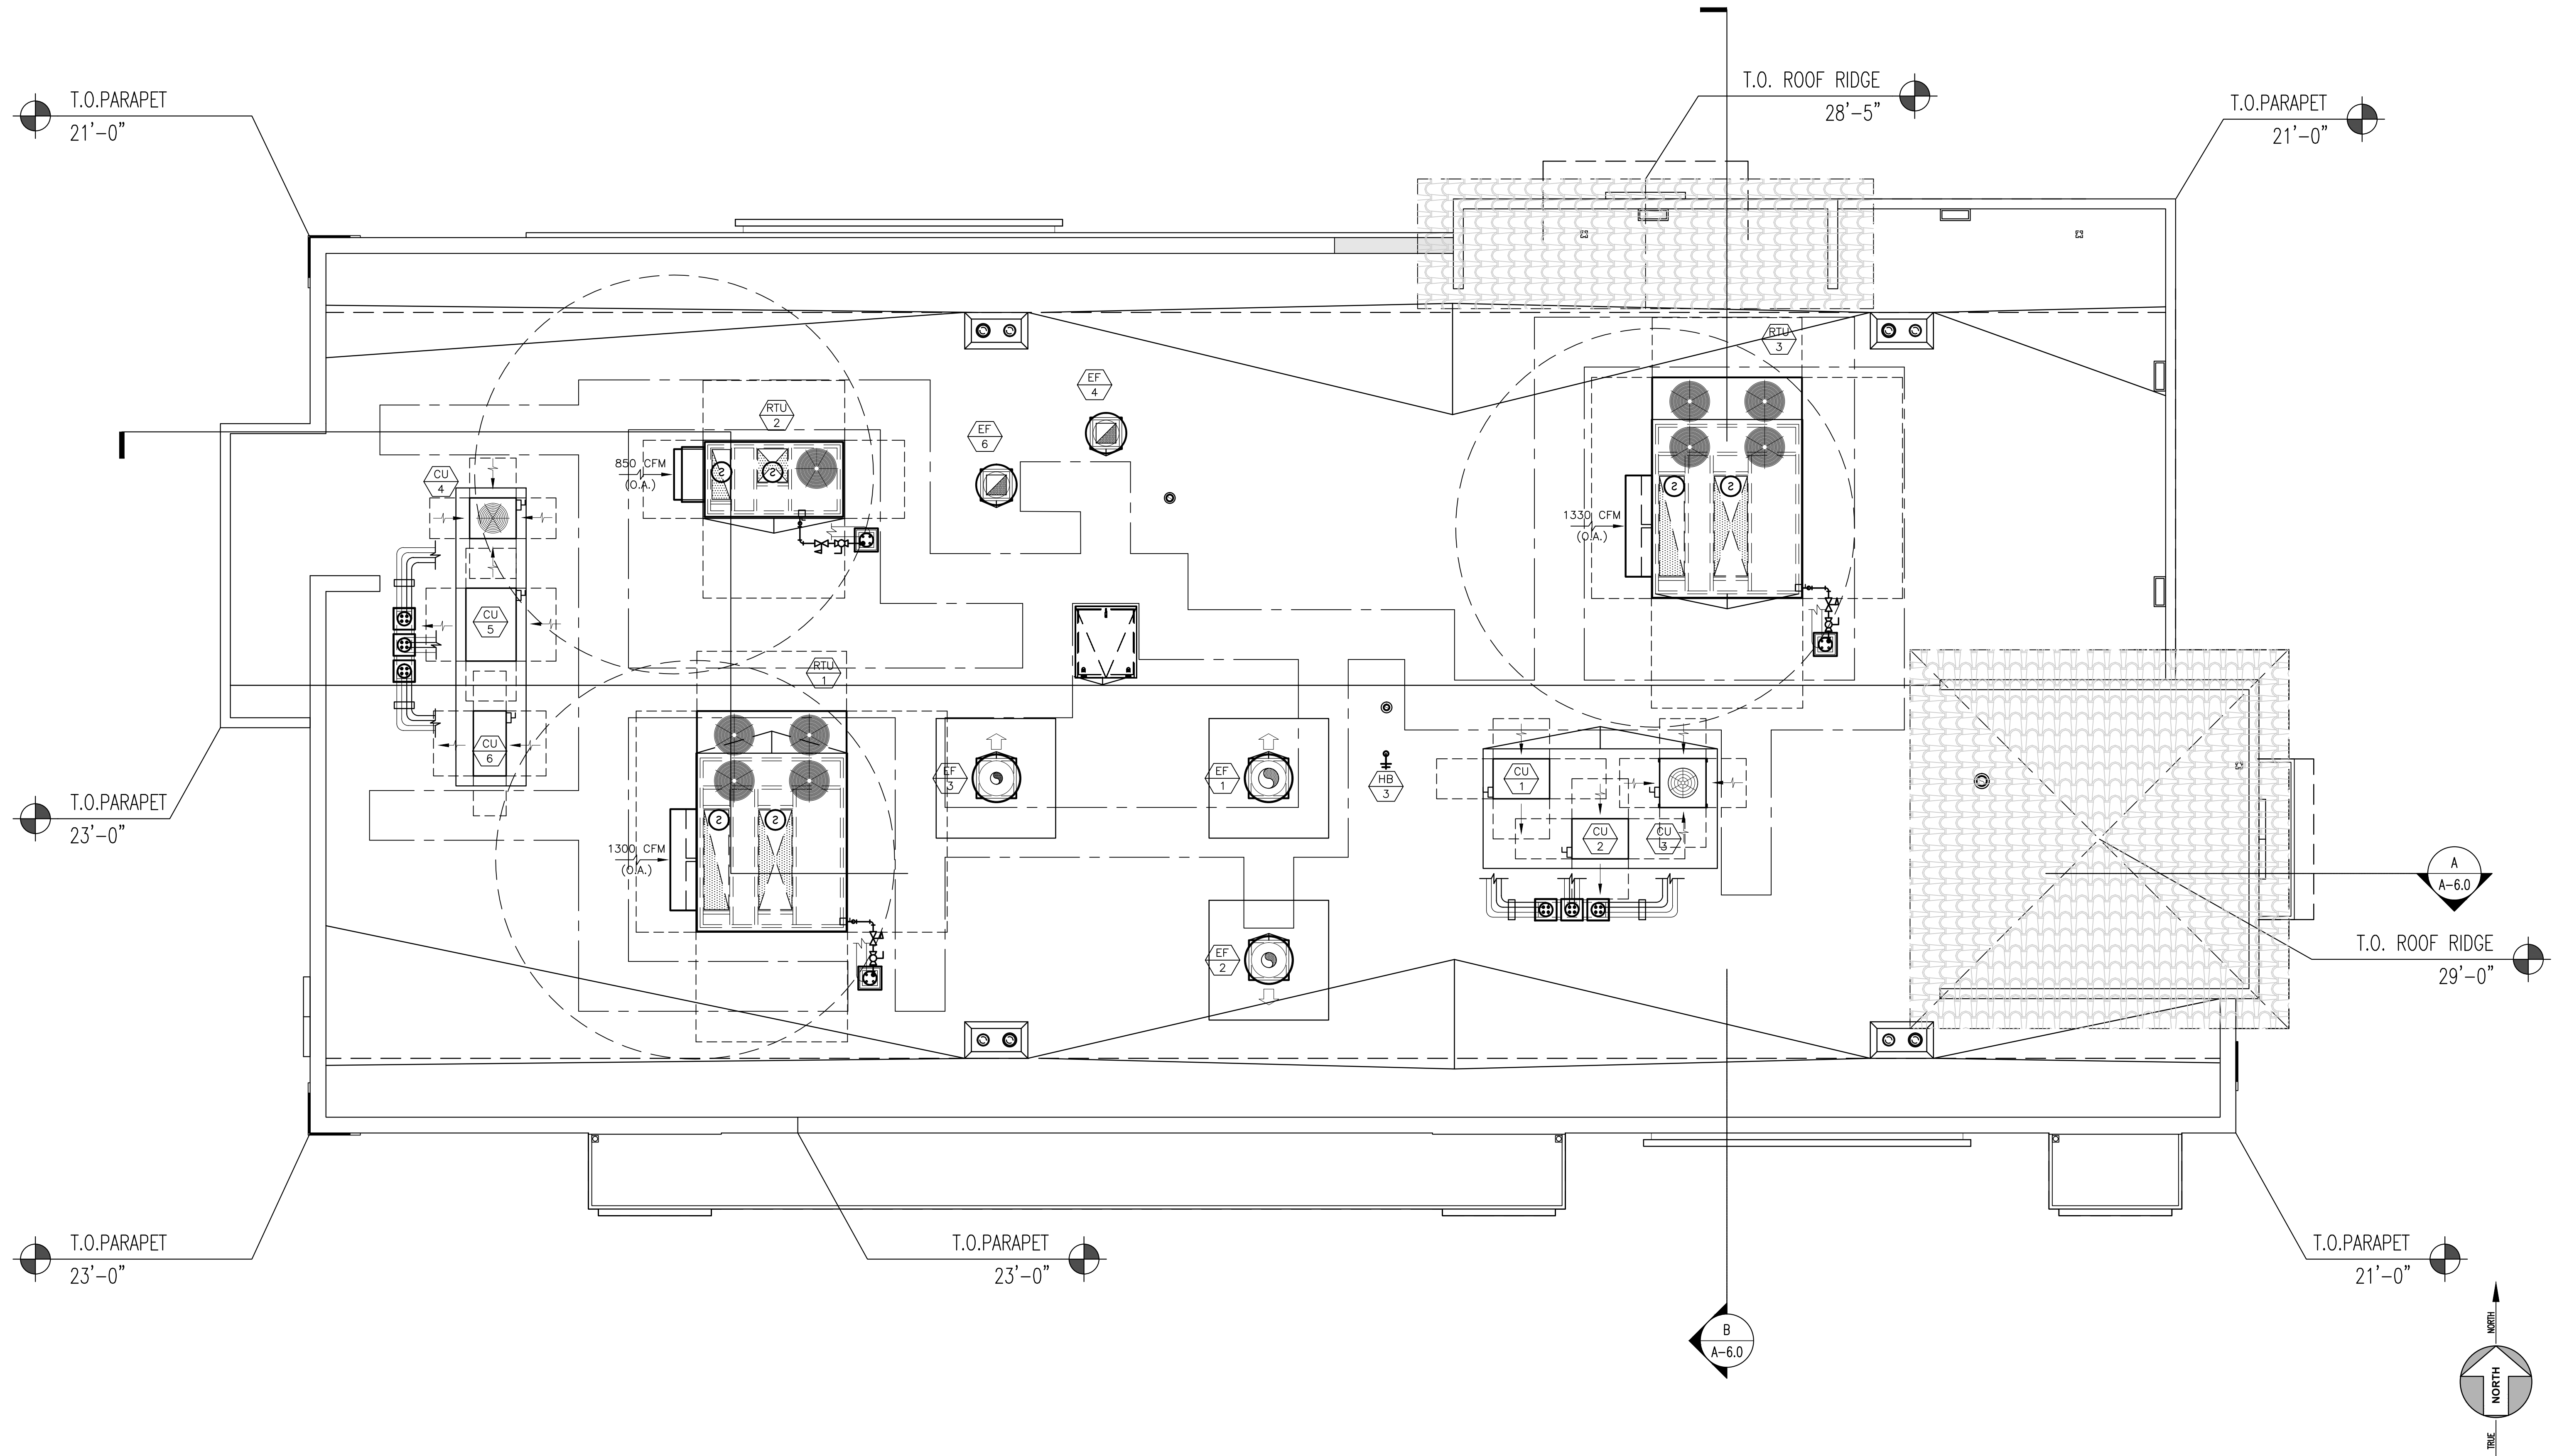 T.O. ROOF RIDGE
28'-5"
T.O.PARAPET
21'-0"
T.O.PARAPET
21'-0"
RTU
3
EF
4
RTU
2
EF
6
850 CFM
(O.A.)
CU
4
S
S
S
S
1330 CFM
(O.A.)
CU
5
RTU
1
CU
6
EF
3
EF
1
HB
3
CU
1
T.O.PARAPET
23'-0"
S
S
CU
2
CU
3
1300 CFM
(O.A.)
A
A-6.0
EF
2
T.O. ROOF RIDGE
29'-0"
T.O.PARAPET
23'-0"
T.O.PARAPET
23'-0"
T.O.PARAPET
21'-0"
B
A-6.0
NORTH
NORTH
TRUE